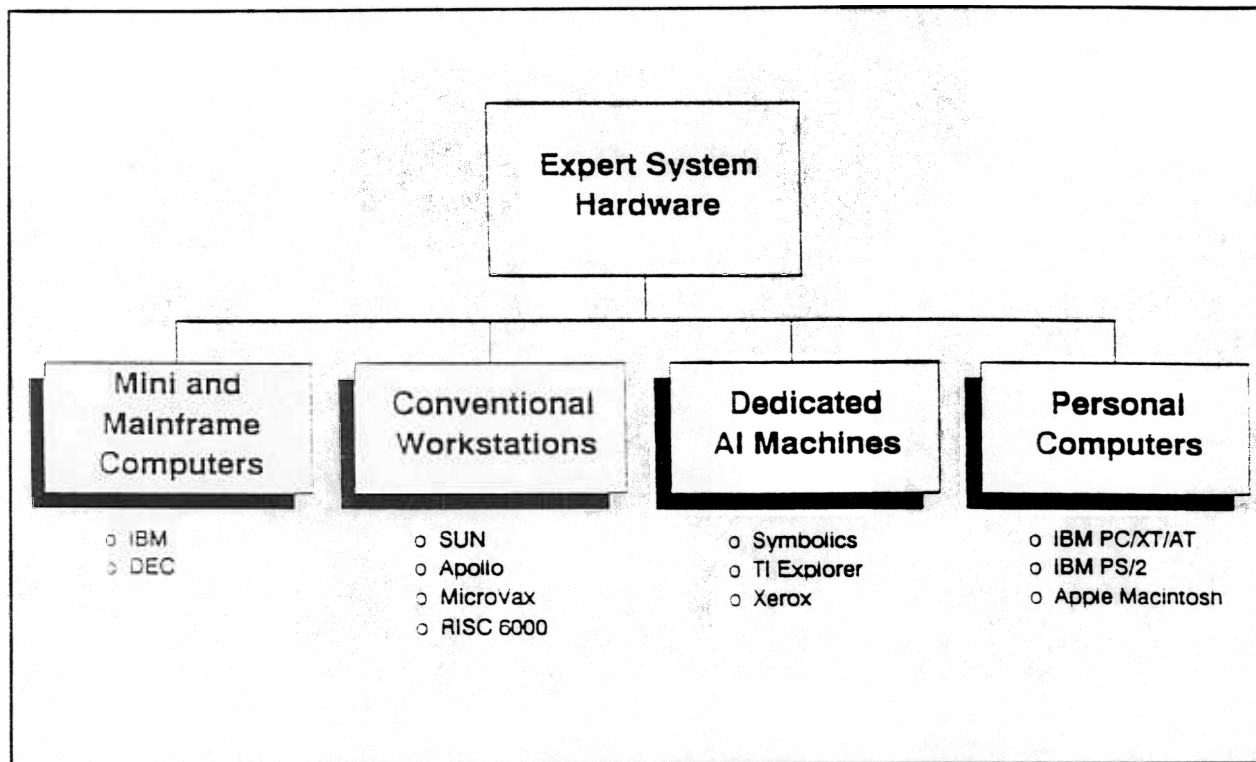 Expert System
Hardware
Mini and
Mainframe
Computers
Conventional
Workstations
Dedicated
AI Machines
Personal
Computers
o IBM
o DEC
o SUN
o Apollo
o MicroVax
o RISC 6000
o Symbolics
o TI Explorer
o Xerox
o IBM PC/XT/AT
o IBM PS/2
o Apple Macintosh